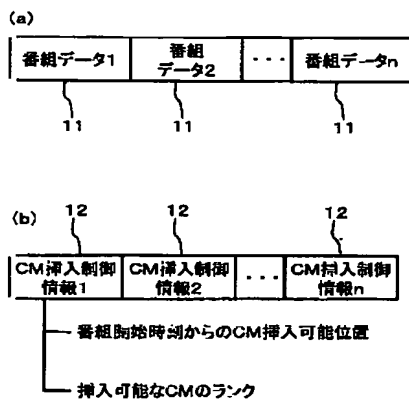 (a)
番組データ1 番組 ・・・ 番組データn
データ2
11 11 11
(b)
12 12 12
CM挿入制御 CM挿入制御 ・・・ CM挿入制御
情報1 情報2 情報n
番組開始時刻からのCM挿入可能位置
挿入可能なCMのランク